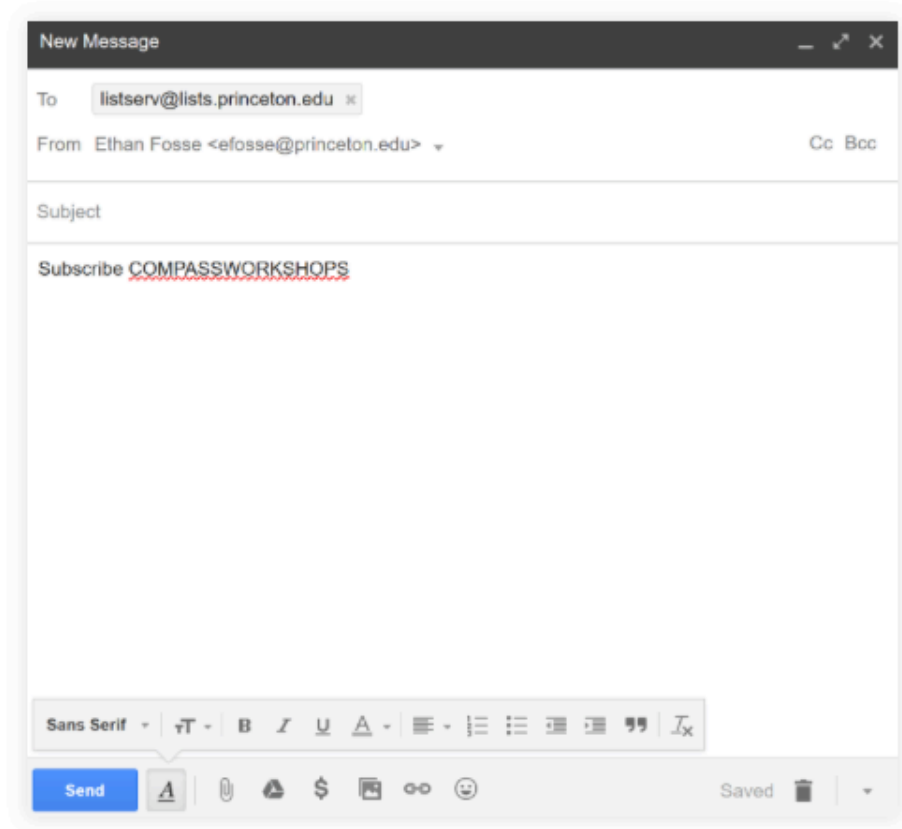 New Message
To listserv@lists.princeton.edu
From Ethan Fosse <efosse@princeton.edu>
Cc Bcc
Subject
Subscribe COMPASSWORKSHOPS
Sans Serif
Send
Saved